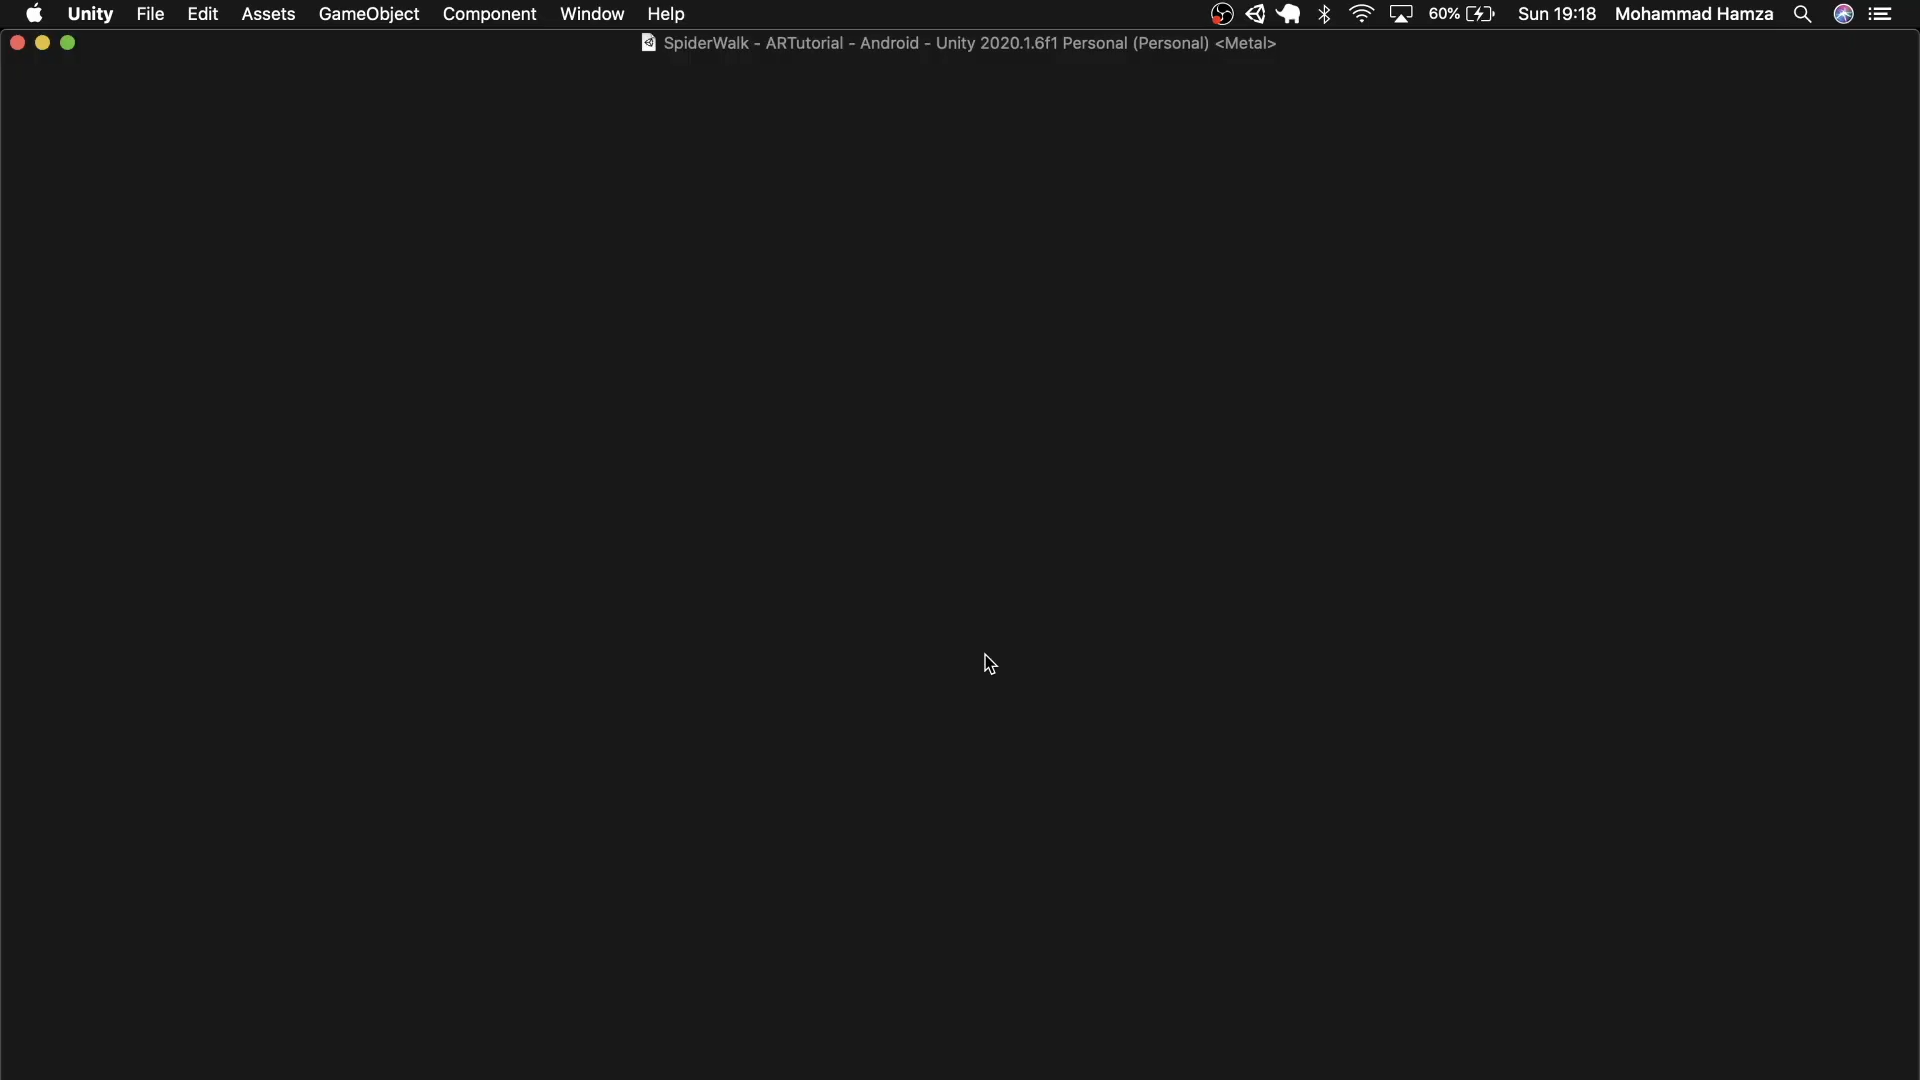 Unity File Edit Assets GameObject Component Window Help 60% Sun 19:18 Mohammad Hamza
SpiderWalk - ARTutorial - Android - Unity 2020.1.6f1 Personal (Personal) <Metal>